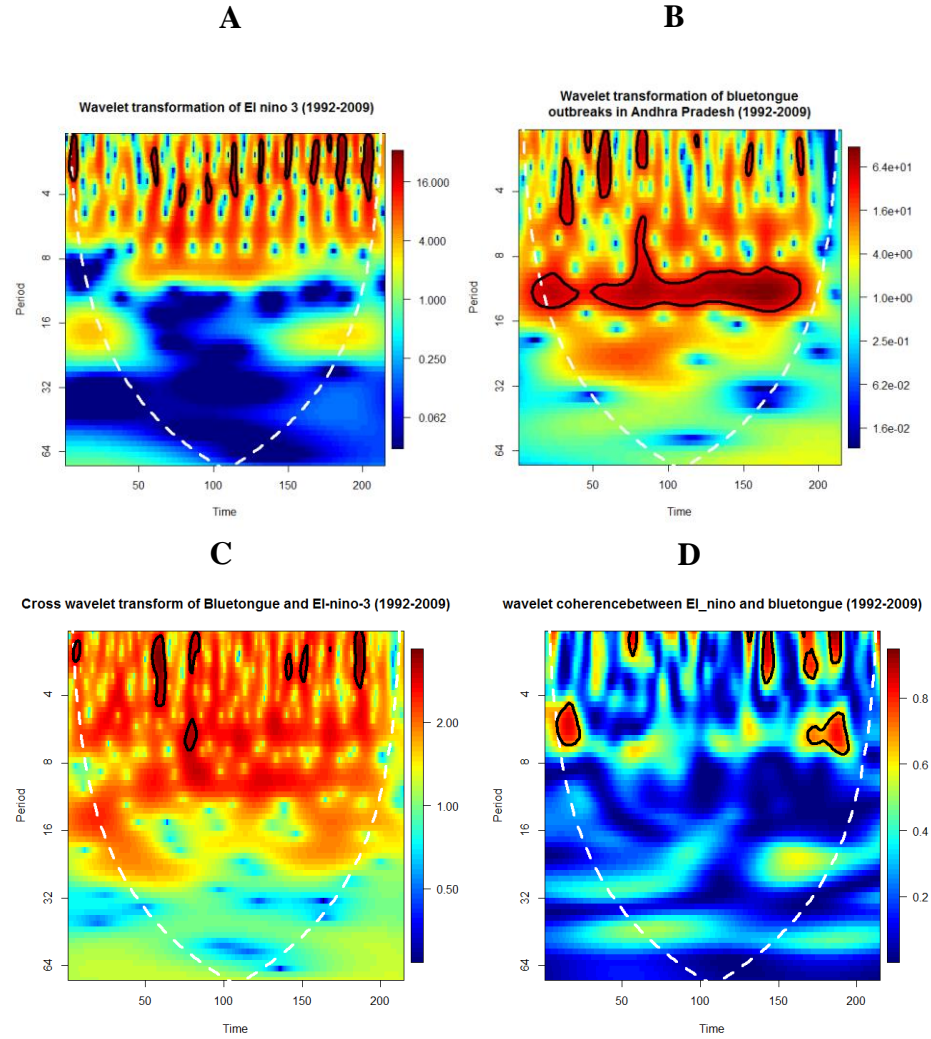 A
B
Wavelet transformation of El nino 3 (1992-2009)
Wavelet transformation of bluetongue
outbreaks in Andhra Pradesh (1992-2009)
Period
4
8
16
32
64
50
100
150
200
Time
16.000
4.000
1.000
0.250
0.062
Period
4
8
16
32
64
50
100
150
200
Time
6.4e+01
1.6e+01
4.0e+00
1.0e+00
2.5e-01
6.2e-02
1.6e-02
C
D
Cross wavelet transform of Bluetongue and El-nino-3 (1992-2009)
wavelet coherencebetween El_nino and bluetongue (1992-2009)
Period
4
8
16
32
64
50
100
150
200
Time
2.00
1.00
0.50
Period
4
8
16
32
64
50
100
150
200
Time
0.8
0.6
0.4
0.2